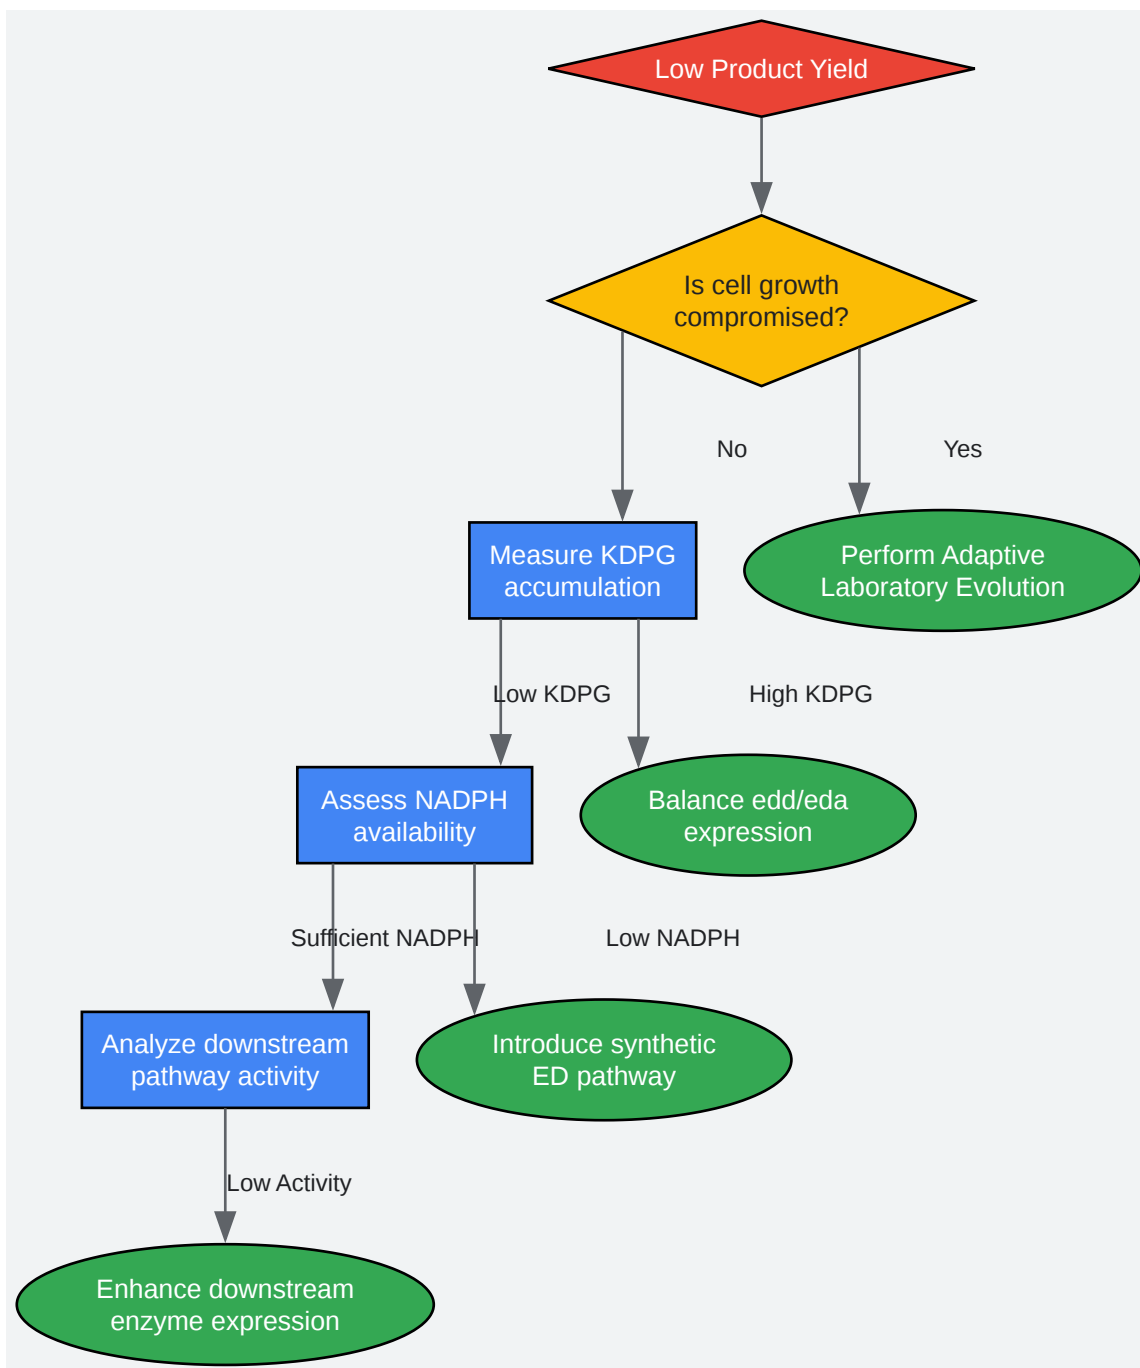 Low Product Yield
Is cell growth
compromised?
No
Yes
Measure KDPG
accumulation
Perform Adaptive
Laboratory Evolution
Low KDPG
High KDPG
Assess NADPH
availability
Balance edd/eda
expression
Sufficient NADPH
Low NADPH
Analyze downstream
pathway activity
Introduce synthetic
ED pathway
Low Activity
Enhance downstream
enzyme expression